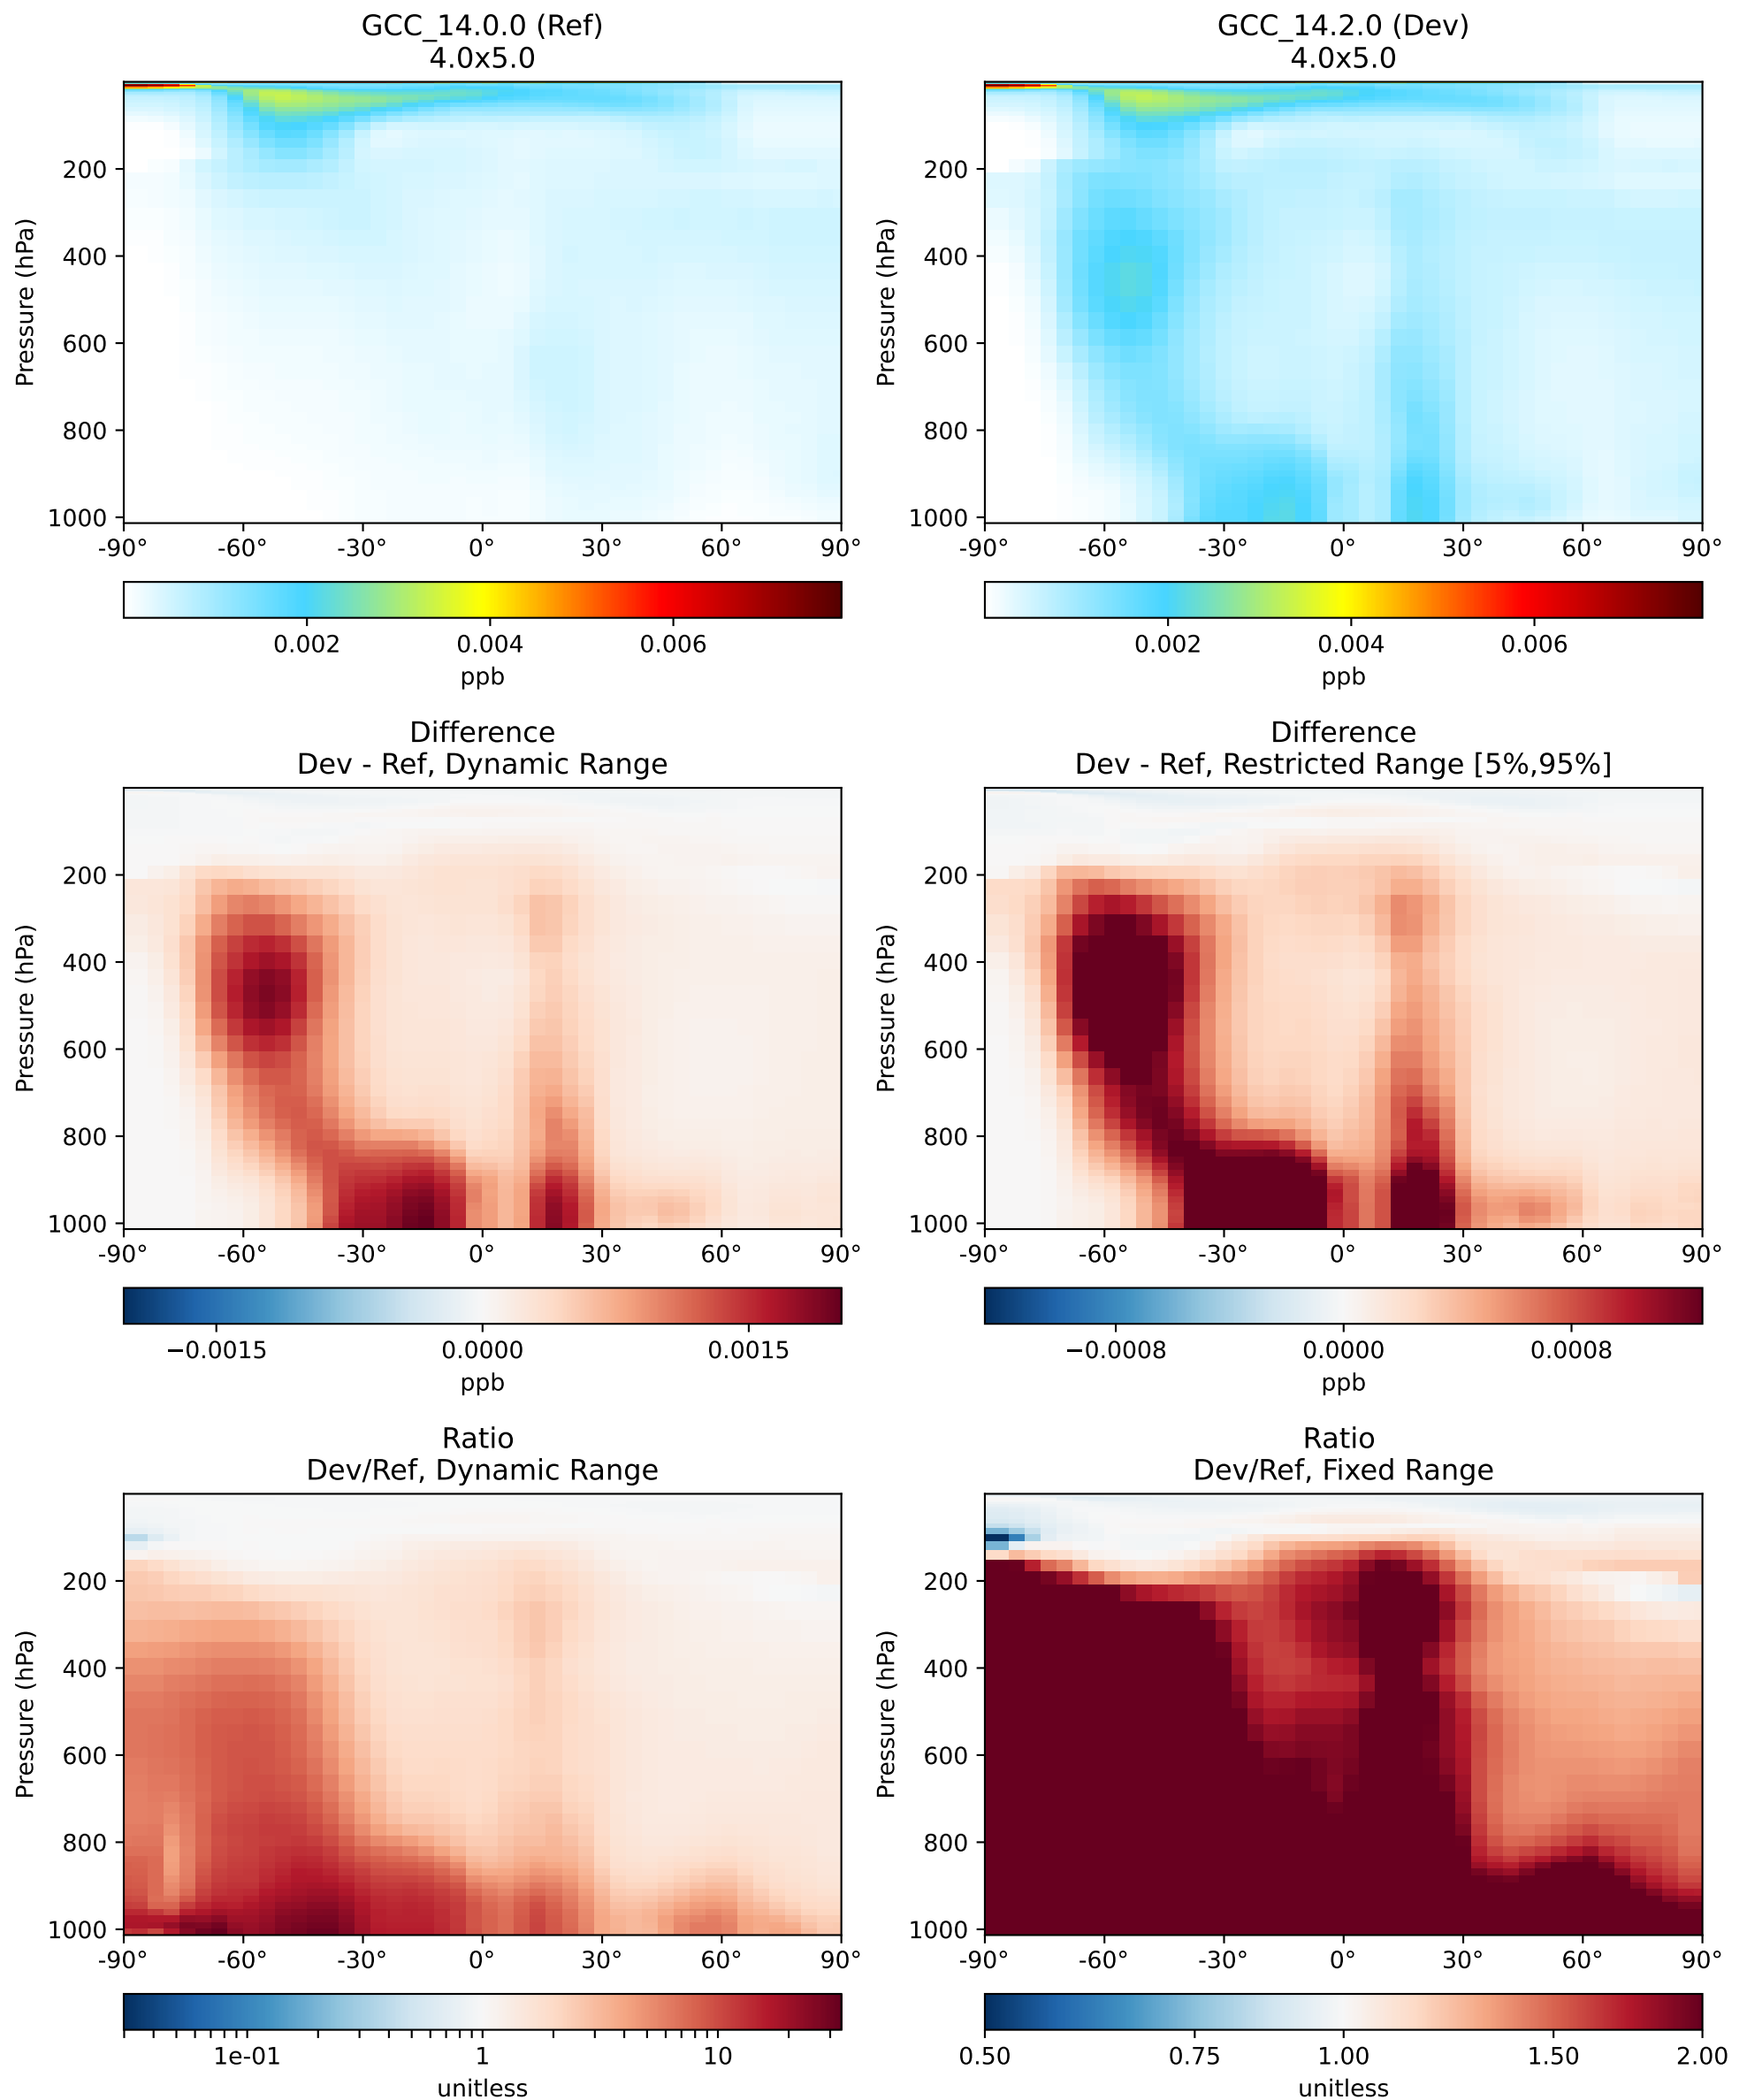 GCC_14.0.0 (Ref)
4.0x5.0
Pressure (hPa)
200
400
600
800
1000
-90° -60° -30° 0° 30° 60° 90°
0.002 0.004 0.006
ppb
GCC_14.2.0 (Dev)
4.0x5.0
Pressure (hPa)
200
400
600
800
1000
-90° -60° -30° 0° 30° 60° 90°
0.002 0.004 0.006
ppb
Difference
Dev - Ref, Dynamic Range
Pressure (hPa)
200
400
600
800
1000
-90° -60° -30° 0° 30° 60° 90°
−0.0015 0.0000 0.0015
ppb
Difference
Dev - Ref, Restricted Range [5%,95%]
Pressure (hPa)
200
400
600
800
1000
-90° -60° -30° 0° 30° 60° 90°
−0.0008 0.0000 0.0008
ppb
Ratio
Dev/Ref, Dynamic Range
Pressure (hPa)
200
400
600
800
1000
-90° -60° -30° 0° 30° 60° 90°
1e-01 1 10
unitless
Ratio
Dev/Ref, Fixed Range
Pressure (hPa)
200
400
600
800
1000
-90° -60° -30° 0° 30° 60° 90°
0.50 0.75 1.00 1.50 2.00
unitless